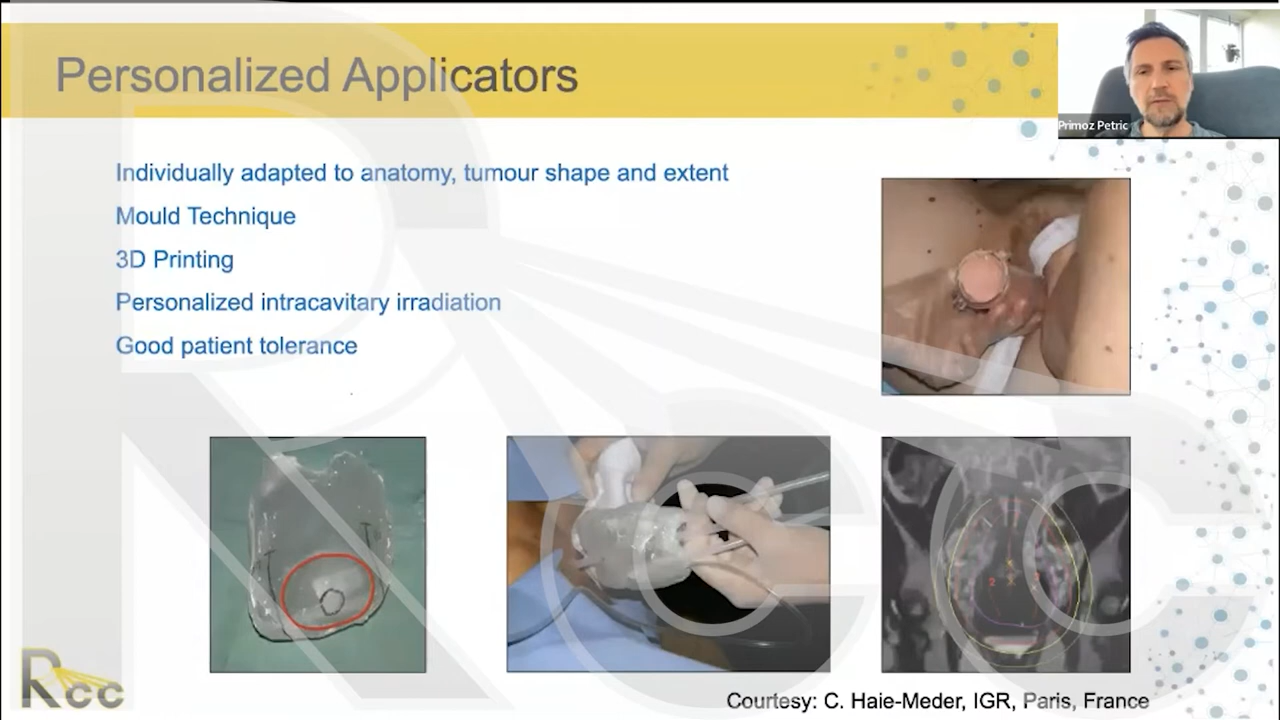 Personalized Applicators
Primoz Petric
Individually adapted to anatomy, tumour shape and extent
Mould Technique
3D Printing
Personalized intracavitary irradiation
Good patient tolerance
2
Rcc
Courtesy: C. Haie-Meder, IGR, Paris, France